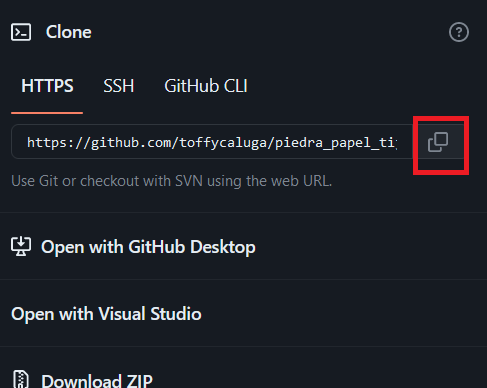 Clone
HTTPS SSH GitHub CLI
https://github.com/toffycaluga/piedra_papel_ti
Use Git or checkout with SVN using the web URL.
Open with GitHub Desktop
Open with Visual Studio
Download ZIP